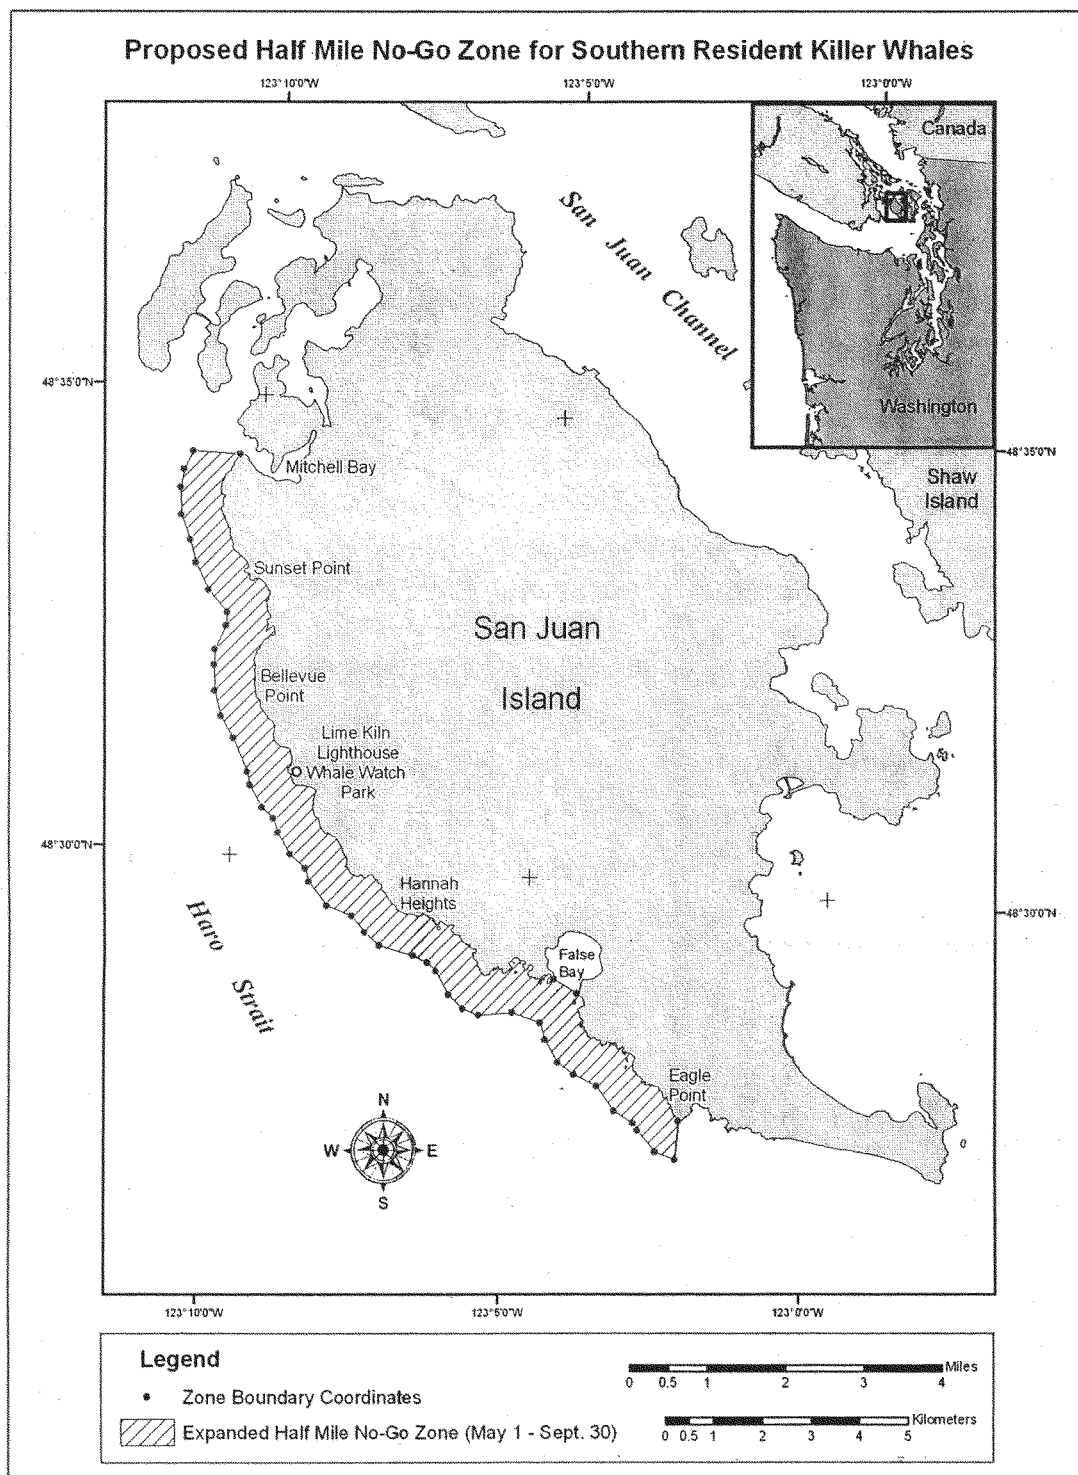 Proposed Half Mile No-Go Zone for Southern Resident Killer Whales
123°10'0"W 123°5'0"W 123°0'0"W
Canada
Washington
San Juan Channel
48°35'0"N
48°35'0"N
Shaw
Island
Mitchell Bay
Sunset Point
San Juan
Island
Bellevue
Point
Lime Kiln
Lighthouse
Whale Watch
Park
48°30'0"N
48°30'0"N
Hannah
Heights
Haro Strait
False
Bay
Eagle
Point
N
W E
S
123°10'0"W 123°5'0"W 123°0'0"W
Legend
Zone Boundary Coordinates
Expanded Half Mile No-Go Zone (May 1 - Sept. 30)
Miles
0 0.5 1 2 3 4
Kilometers
0 0.5 1 2 3 4 5